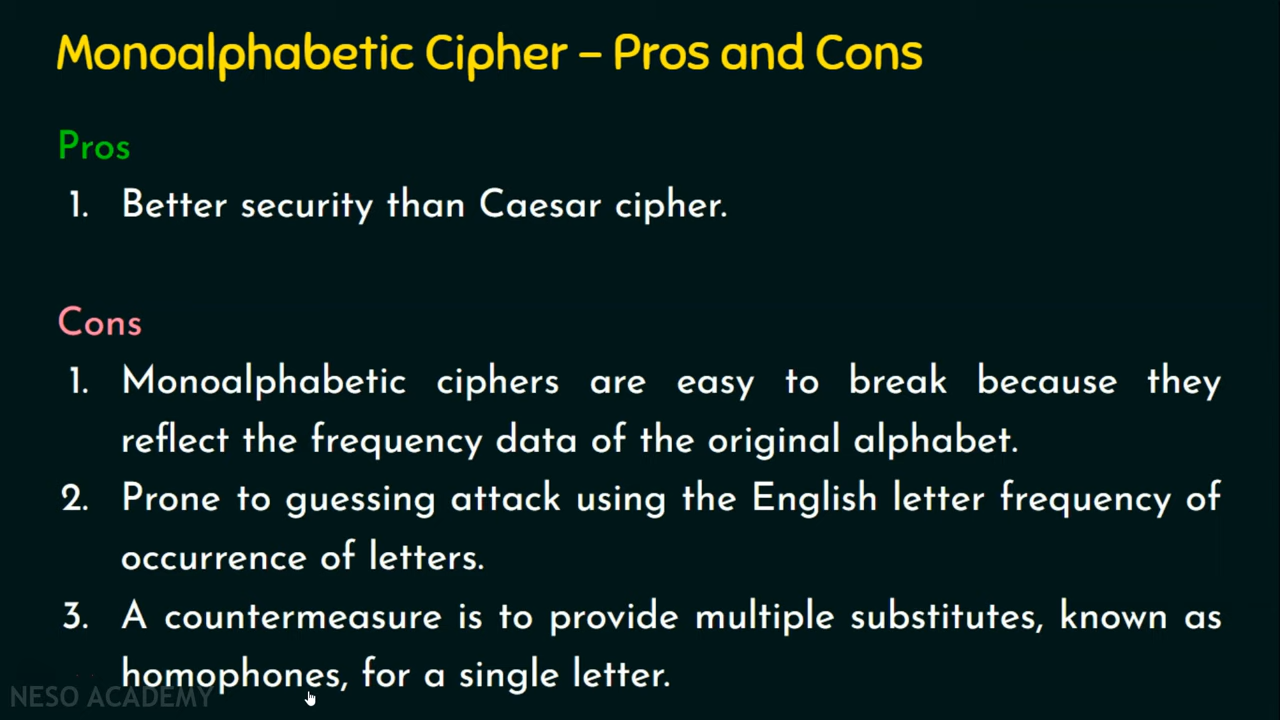 Monoalphabetic Cipher – Pros and Cons
Pros
1. Better security than Caesar cipher.
Cons
1. Monoalphabetic ciphers are easy to break because they
reflect the frequency data of the original alphabet.
2. Prone to guessing attack using the English letter frequency of
occurrence of letters.
3. A countermeasure is to provide multiple substitutes, known as
homophones, for a single letter.
NESO ACADEMY